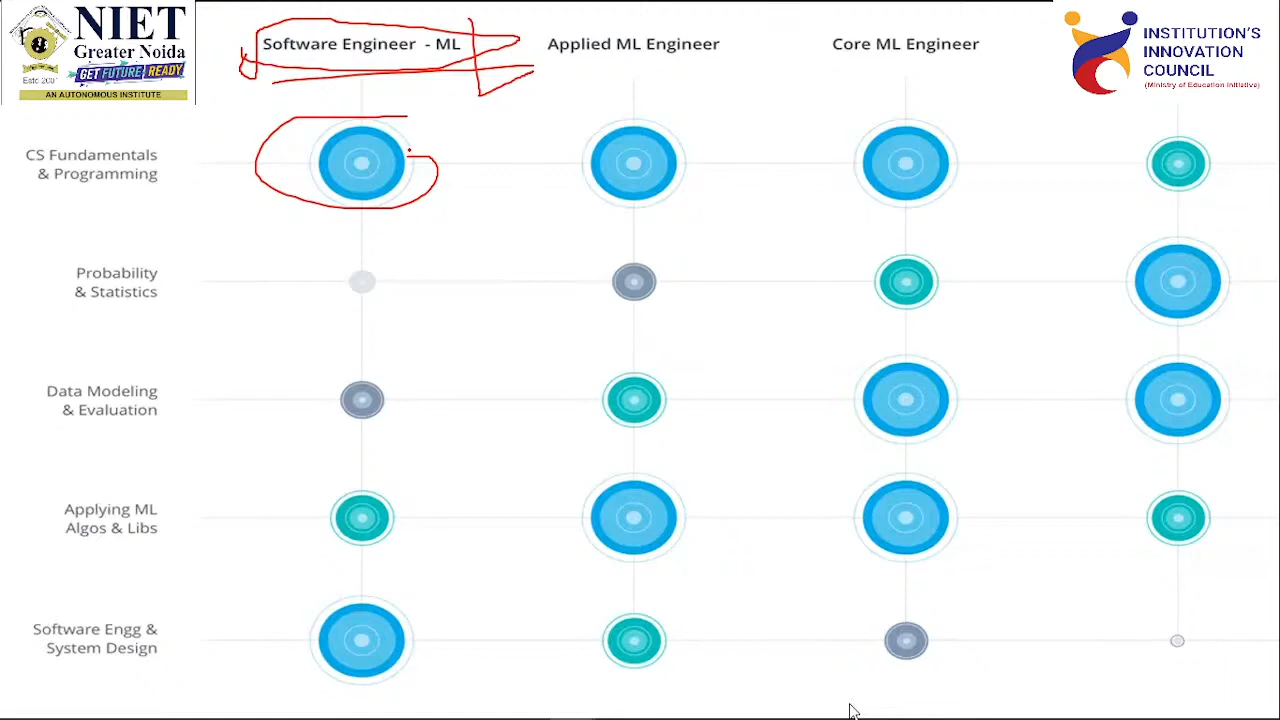 NIET
Greater Noida
GET FUTURE READY
Estd 200
AN AUTONOMOUS INSTITUTE
Software Engineer - ML
Applied ML Engineer
Core ML Engineer
INSTITUTION'S
INNOVATION
COUNCIL
(Ministry of Education Initiative)
CS Fundamentals
& Programming
Probability
& Statistics
Data Modeling
& Evaluation
Applying ML
Algos & Libs
Software Engg &
System Design